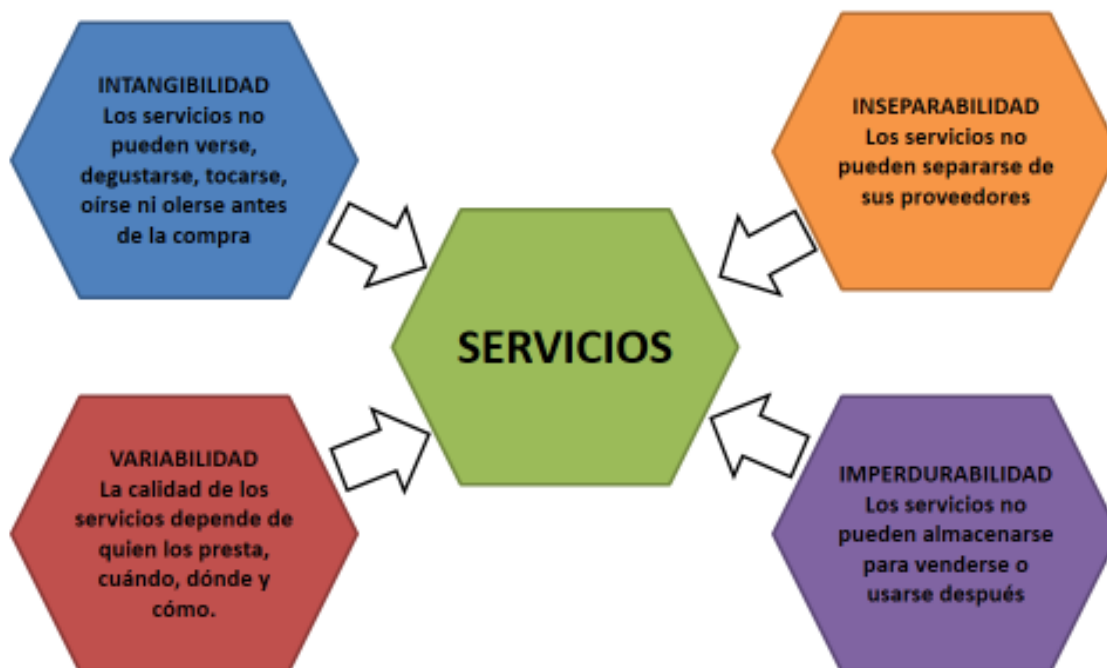 INTANGIBILIDAD
Los servicios no
pueden verse,
degustarse, tocarse,
oírse ni olerse antes
de la compra
INSEPARABILIDAD
Los servicios no
pueden separarse de
sus proveedores
SERVICIOS
VARIABILIDAD
La calidad de los
servicios depende de
quien los presta,
cuándo, dónde y
cómo.
IMPERDURABILIDAD
Los servicios no
pueden almacenarse
para venderse o
usarse después